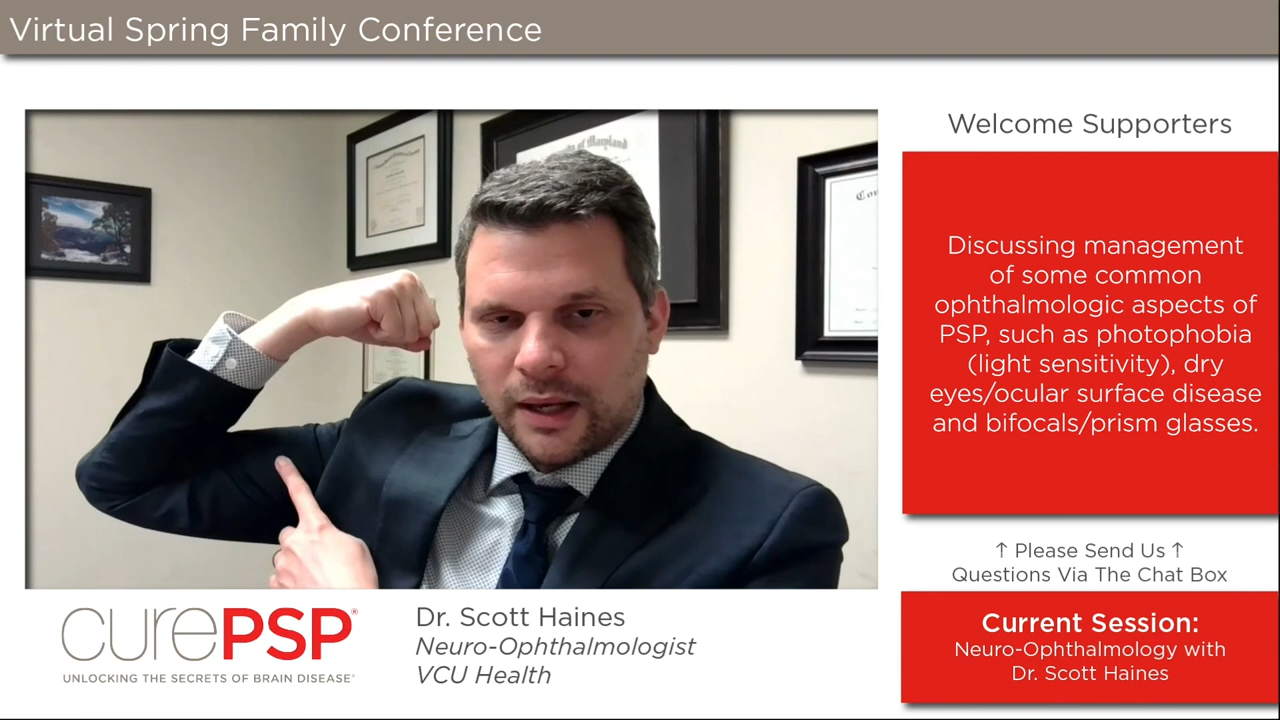 Virtual Spring Family Conference
of Maryland
Welcome Supporters
Discussing management
of some common
ophthalmologic aspects of
PSP, such as photophobia
(light sensitivity), dry
eyes/ocular surface disease
and bifocals/prism glasses.
↑ Please Send Us ↑
Questions Via The Chat Box
Current Session:
Neuro-Ophthalmology with
Dr. Scott Haines
curePSP®
UNLOCKING THE SECRETS OF BRAIN DISEASE®
Dr. Scott Haines
Neuro-Ophthalmologist
VCU Health